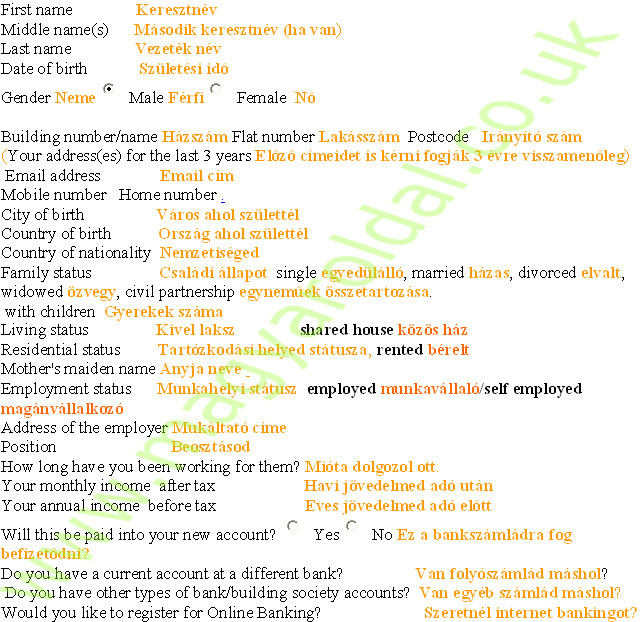 First name Keresztnév
Middle name(s) Második keresztnév (ha van)
Last name Vezeték név
Date of birth Születési idő
Gender Neme Male Férfi Female Nő
Building number/name Házszám Flat number Lakásszám Postcode Irányító szám
(Your address(es) for the last 3 years Előző címeidet is kérni fogják 3 évre visszamenőleg)
Email address Email cím
Mobile number Home number .
City of birth Város ahol születtél
Country of birth Ország ahol születtél
Country of nationality Nemzetiséged
Family status Családi állapot single egyedülálló, married házas, divorced elvalt,
widowed özvegy, civil partnership egyneműek összetartozása.
with children Gyerekek száma
Living status Kivel laksz shared house közös ház
Residential status Tartózkodási helyed státusza, rented bérelt
Mother's maiden name Anyja neve
Employment status Munkahelyi státusz employed munkavállaló/self employed
magánvállalkozó
Address of the employer Mukáltató címe
Position Beosztásod
How long have you been working for them? Mióta dolgozol ott.
Your monthly income after tax Havi jövedelmed adó után
Your annual income before tax Eves jövedelmed adó előtt
Will this be paid into your new account? Yes No Ez a bankszámládra fog
befizetődni?
Do you have a current account at a different bank? Van folyószámlád máshol?
Do you have other types of bank/building society accounts? Van egyéb számlád máshol?
Would you like to register for Online Banking? Szeretnél internet bankingot?
www.magyaroldal.co.uk